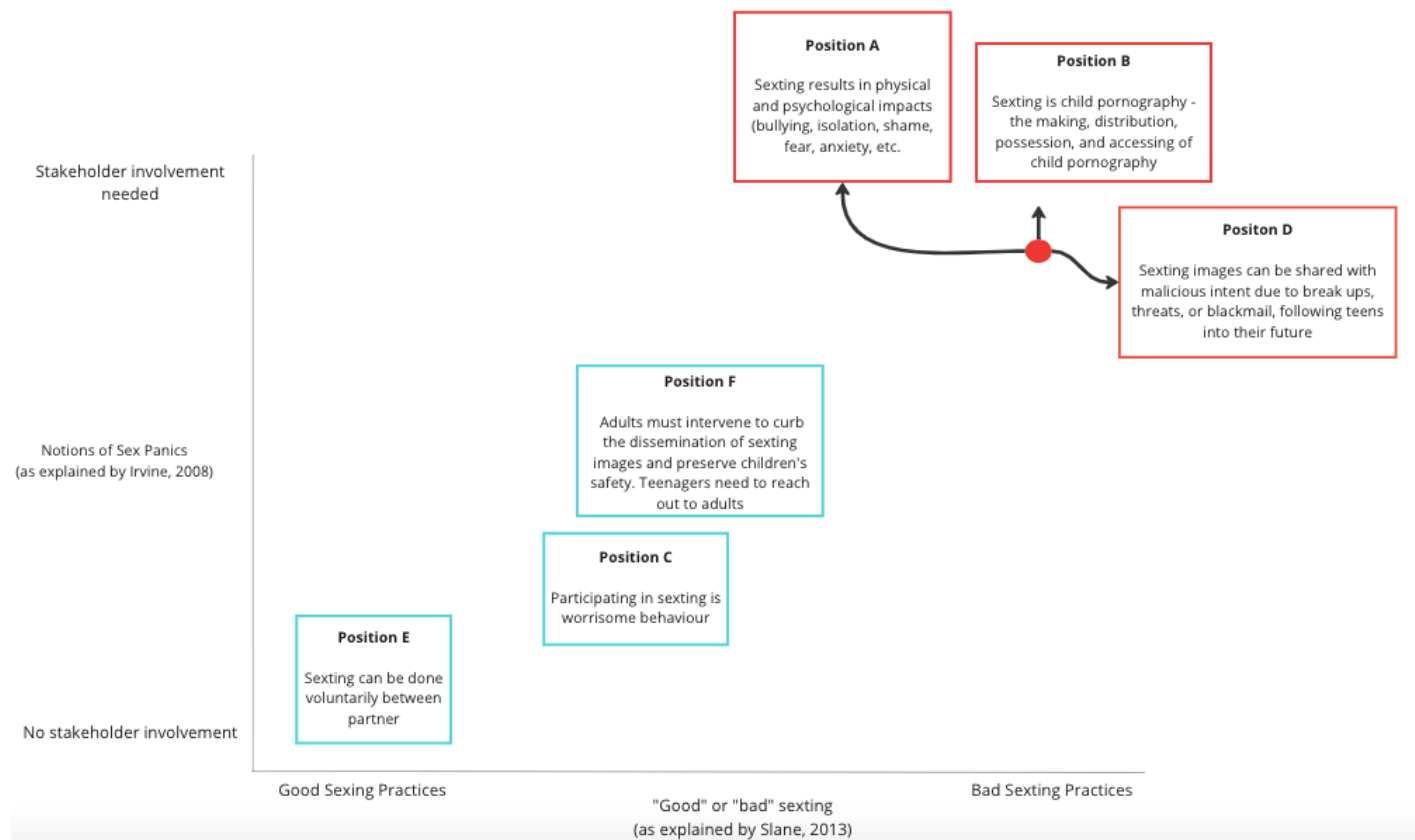 Position A
Sexting results in physical
and psychological impacts
(bullying, isolation, shame,
fear, anxiety, etc.
Position B
Sexting is child pornography -
the making, distribution,
possession, and accessing of
child pornography
Stakeholder involvement
needed
Positon D
Sexting images can be shared with
malicious intent due to break ups,
threats, or blackmail, following teens
into their future
Position F
Adults must intervene to curb
the dissemination of sexting
images and preserve children's
safety. Teenagers need to reach
out to adults
Notions of Sex Panics
(as explained by Irvine, 2008)
Position C
Participating in sexting is
worrisome behaviour
Position E
Sexting can be done
voluntarily between
partner
No stakeholder involvement
Good Sexing Practices
Bad Sexting Practices
"Good" or "bad" sexting
(as explained by Slane, 2013)